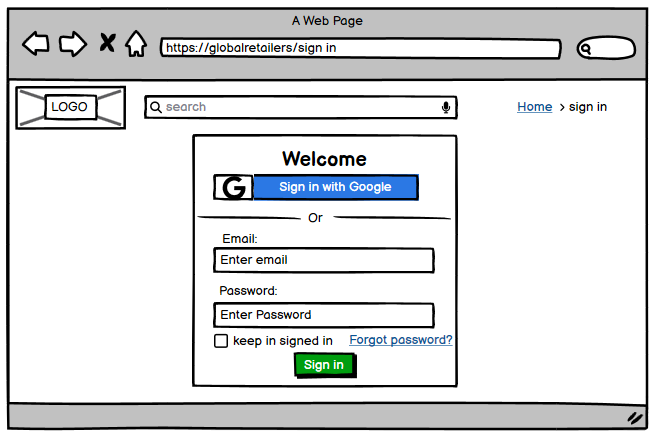 A Web Page
https://globalretailers/sign in
LOGO
search
Home > sign in
Welcome
G Sign in with Google
Or
Email:
Enter email
Password:
Enter Password
keep in signed in Forgot password?
Sign in